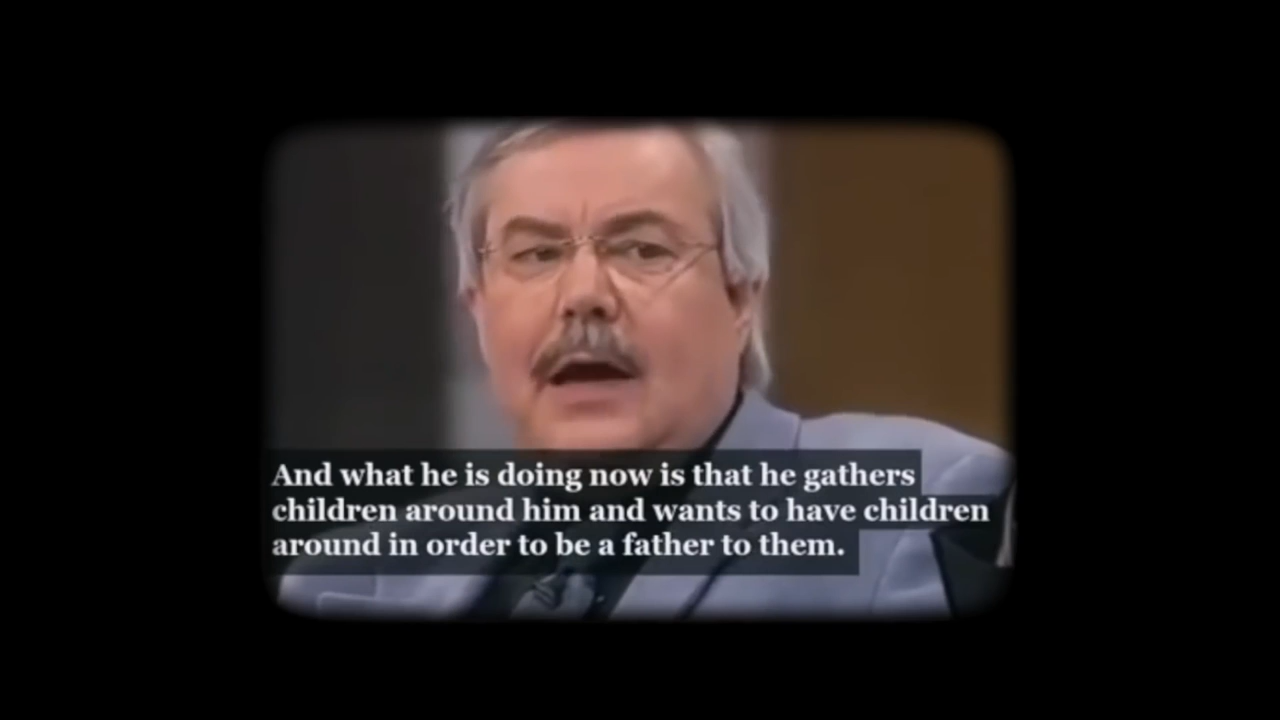 And what he is doing now is that he gathers
children around him and wants to have children
around in order to be a father to them.